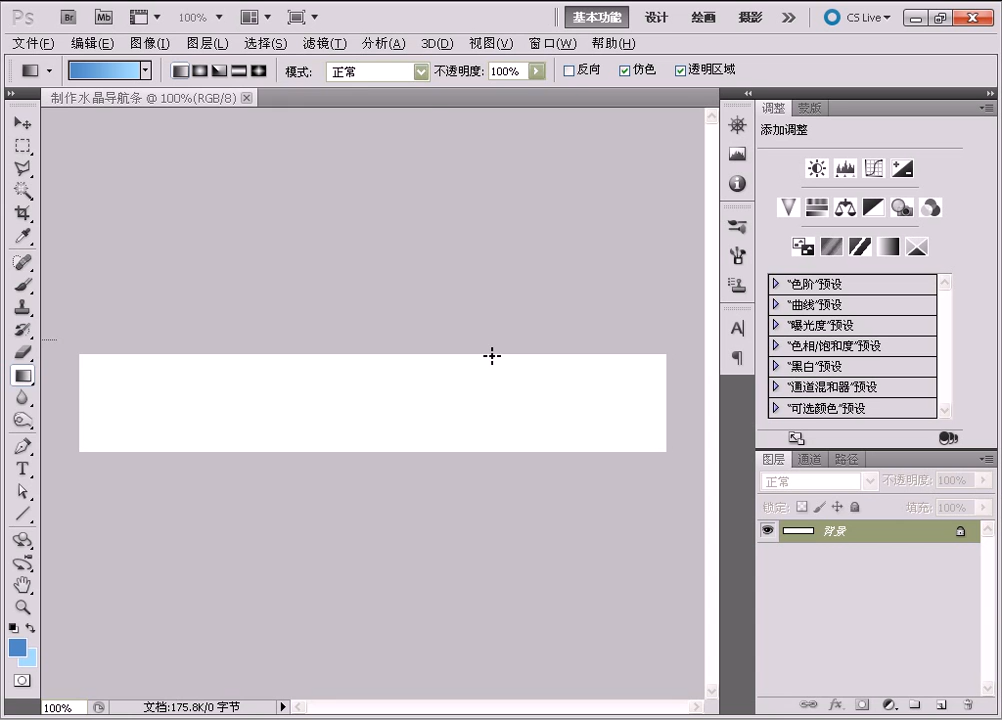 Ps Br Mb 100% 基本功能 设计 绘画 摄影 CS Live
文件(F) 编辑(E) 图像(I) 图层(L) 选择(S) 滤镜(T) 分析(A) 3D(D) 视图(V) 窗口(W) 帮助(H)
模式: 正常 不透明度: 100% 反向 仿色 透明区域
制作水晶导航条 @ 100%(RGB/8)
调整 蒙版
添加调整
“色阶”预设
“曲线”预设
“曝光度”预设
“色相/饱和度”预设
“黑白”预设
“通道混和器”预设
“可选颜色”预设
图层 通道 路径
正常 不透明度: 100%
锁定: 填充: 100%
背景
100% 文档:175.8K/0 字节